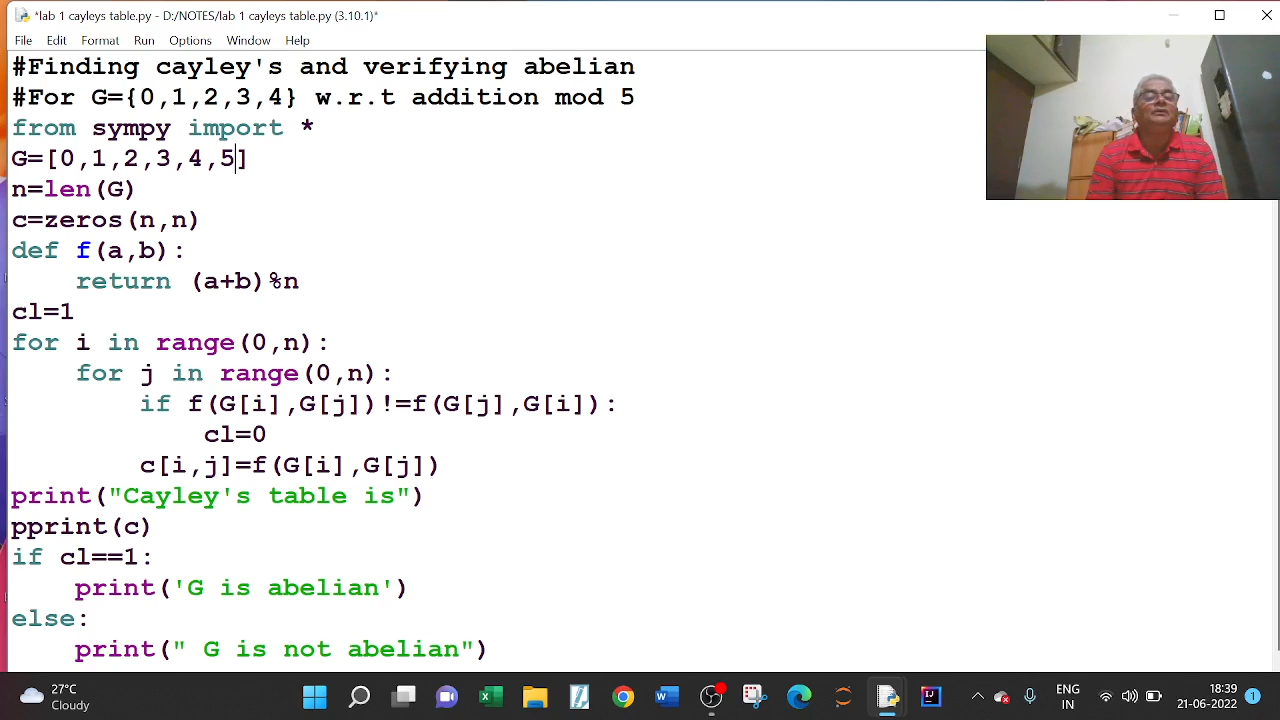 *lab 1 cayleys table.py - D:/NOTES/lab 1 cayleys table.py (3.10.1)*
File Edit Format Run Options Window Help
#Finding cayley's and verifying abelian
#For G={0,1,2,3,4} w.r.t addition mod 5
from sympy import *
G=[0,1,2,3,4,5]
n=len(G)
c=zeros(n,n)
def f(a,b):
    return (a+b)%n
cl=1
for i in range(0,n):
    for j in range(0,n):
        if f(G[i],G[j])!=f(G[j],G[i]):
            cl=0
        c[i,j]=f(G[i],G[j])
print("Cayley's table is")
pprint(c)
if cl==1:
    print('G is abelian')
else:
    print(" G is not abelian")
27°C
Cloudy
ENG
IN
18:39
21-06-2022
1